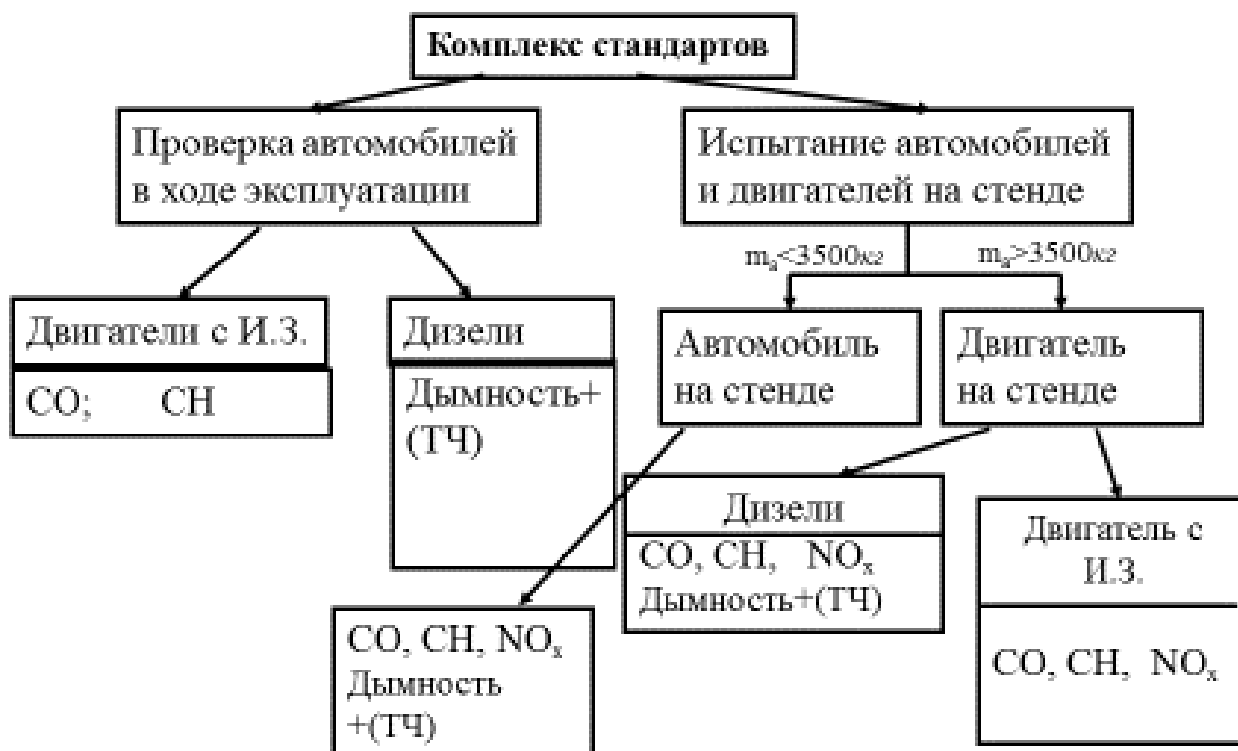 Комплекс стандартов
Проверка автомобилей
в ходе эксплуатации
Испытание автомобилей
и двигателей на стенде
mₐ<3500кг
mₐ>3500кг
Двигатели с И.З.
CO; CH
Дизели
Дымность+
(ТЧ)
Автомобиль
на стенде
Двигатель
на стенде
Дизели
CO, CH, NOₓ
Дымность+(ТЧ)
Двигатель с
И.З.
CO, CH, NOₓ
CO, CH, NOₓ
Дымность
+(ТЧ)